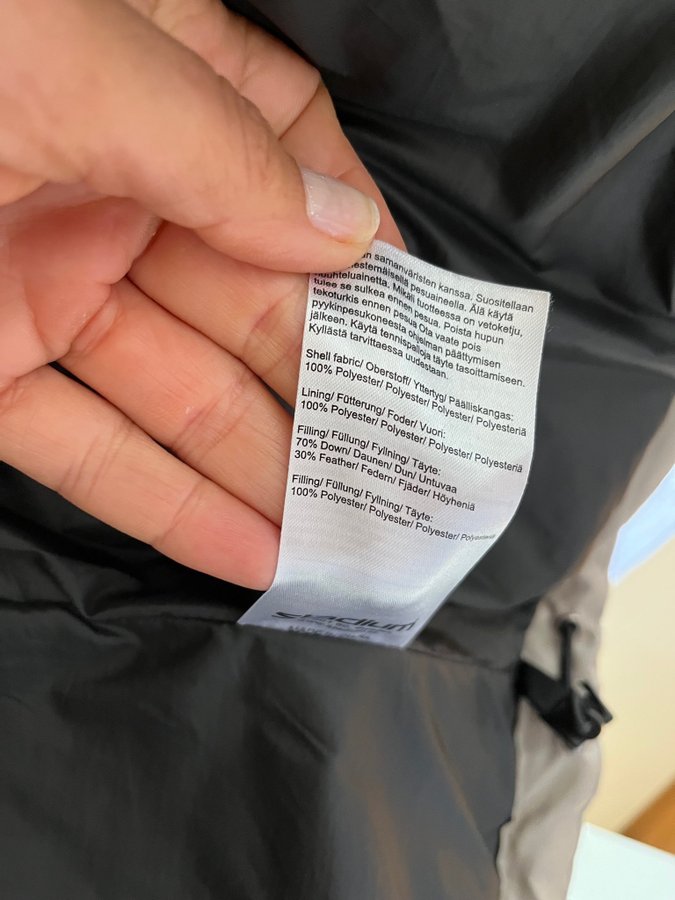 samanväristen kanssa. Suositellaan
pesuaineella. Älä käytä
huuhteluainetta. Mikäli tuotteessa on vetoketju,
tulee se sulkea ennen pesua. Poista hupun
tekoturkis ennen pesua Ota vaate pois
pyykinpesukoneesta ohjelman päättymisen
jälkeen. Käytä tennispalloja täyte tasoittamiseen.
Kyllästä tarvittaessa uudestaan.
Shell fabric/ Oberstoff/ Yttertyg/ Päälliskangas:
100% Polyester/ Polyester/ Polyester/ Polyesteriä
Lining/ Fütterung/ Foder/ Vuori:
100% Polyester/ Polyester/ Polyester/ Polyesteriä
Filling/ Füllung/ Fyllning/ Täyte:
70% Down/ Daunen/ Dun/ Untuvaa
30% Feather/ Federn/ Fjäder/ Höyheniä
Filling/ Füllung/ Fyllning/ Täyte:
100% Polyester/ Polyester/ Polyester/ Polyesteriä
Stadium